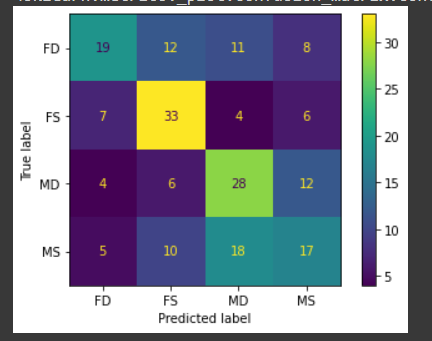 FD 19 12 11 8
FS 7 33 4 6
MD 4 6 28 12
MS 5 10 18 17
FD FS MD MS
Predicted label
True label
30
25
20
15
10
5